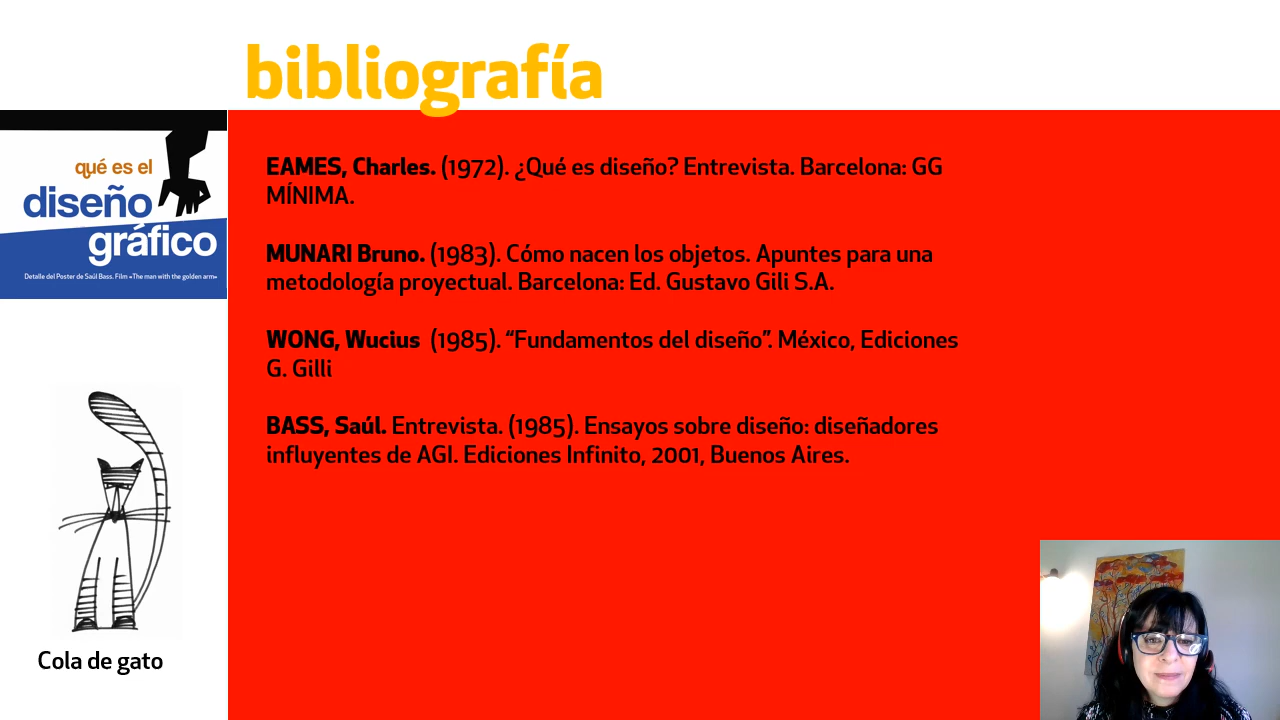 bibliografía
qué es el
diseño
gráfico
Detalle del Poster de Saúl Bass. Film «The man with the golden arm»
EAMES, Charles. (1972). ¿Qué es diseño? Entrevista. Barcelona: GG
MÍNIMA.
MUNARI Bruno. (1983). Cómo nacen los objetos. Apuntes para una
metodología proyectual. Barcelona: Ed. Gustavo Gili S.A.
WONG, Wucius (1985). “Fundamentos del diseño”. México, Ediciones
G. Gilli
BASS, Saúl. Entrevista. (1985). Ensayos sobre diseño: diseñadores
influyentes de AGI. Ediciones Infinito, 2001, Buenos Aires.
Cola de gato